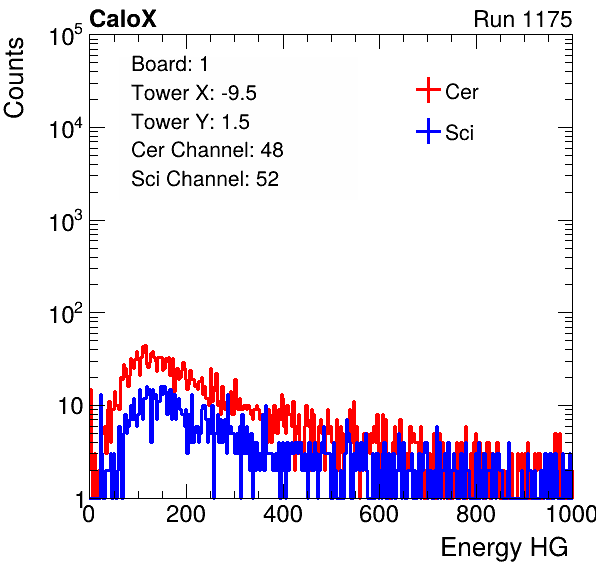 CaloX Run 1175
Counts
10^5
10^4
10^3
10^2
10
1
Board: 1
Tower X: -9.5
Tower Y: 1.5
Cer Channel: 48
Sci Channel: 52
Cer
Sci
0 200 400 600 800 1000
Energy HG